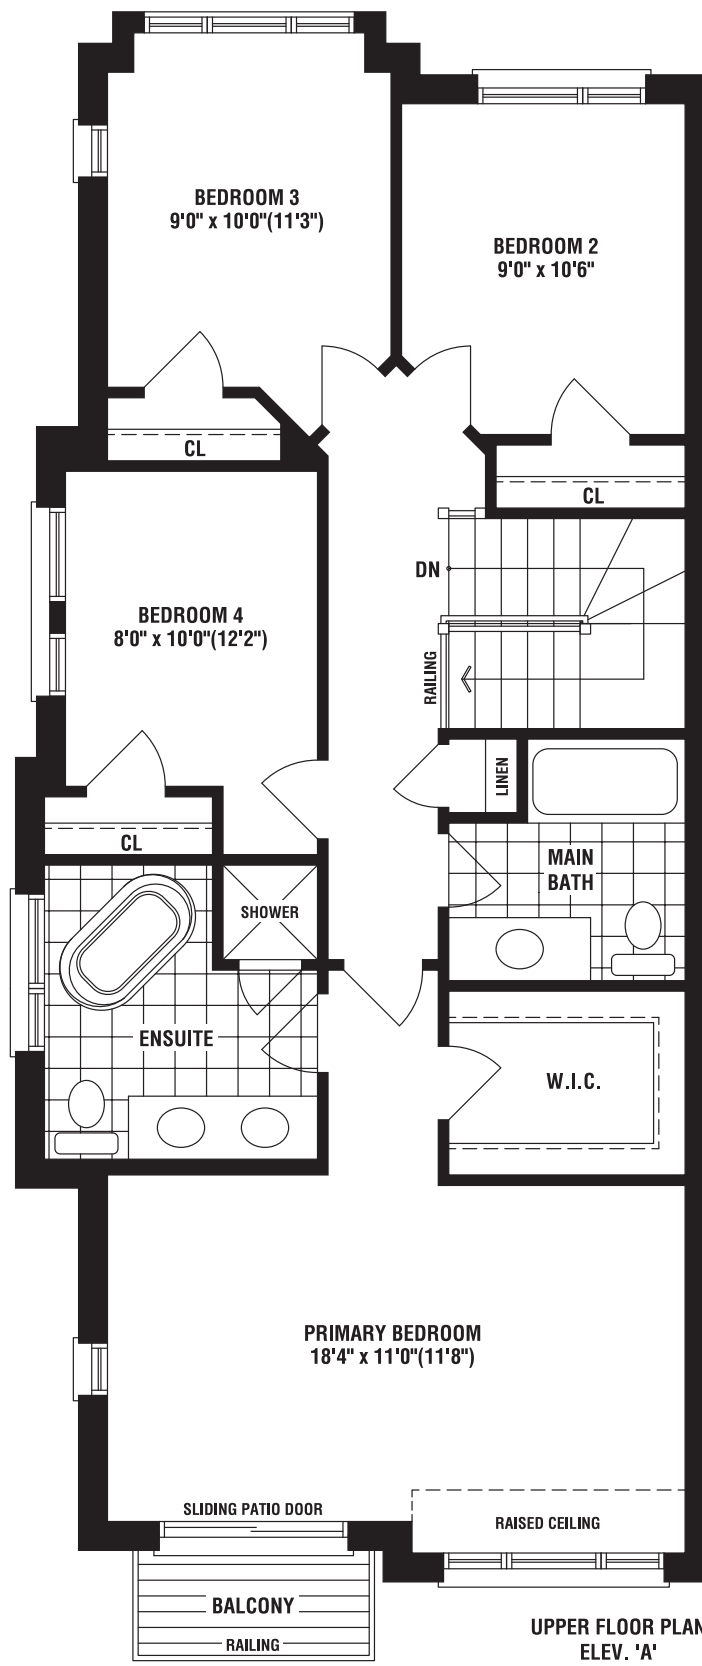 BEDROOM 3
9'0" x 10'0"(11'3")
BEDROOM 2
9'0" x 10'6"
CL
CL
DN
BEDROOM 4
8'0" x 10'0"(12'2")
RAILING
LINEN
CL
MAIN
BATH
SHOWER
ENSUITE
W.I.C.
PRIMARY BEDROOM
18'4" x 11'0"(11'8")
SLIDING PATIO DOOR
RAISED CEILING
BALCONY
RAILING
UPPER FLOOR PLAN
ELEV. 'A'